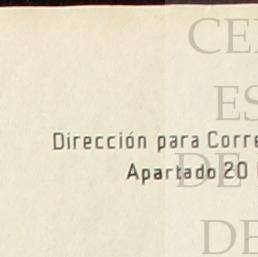 Dirección para Corre
Apartado 20
CE
ES
DE
DE